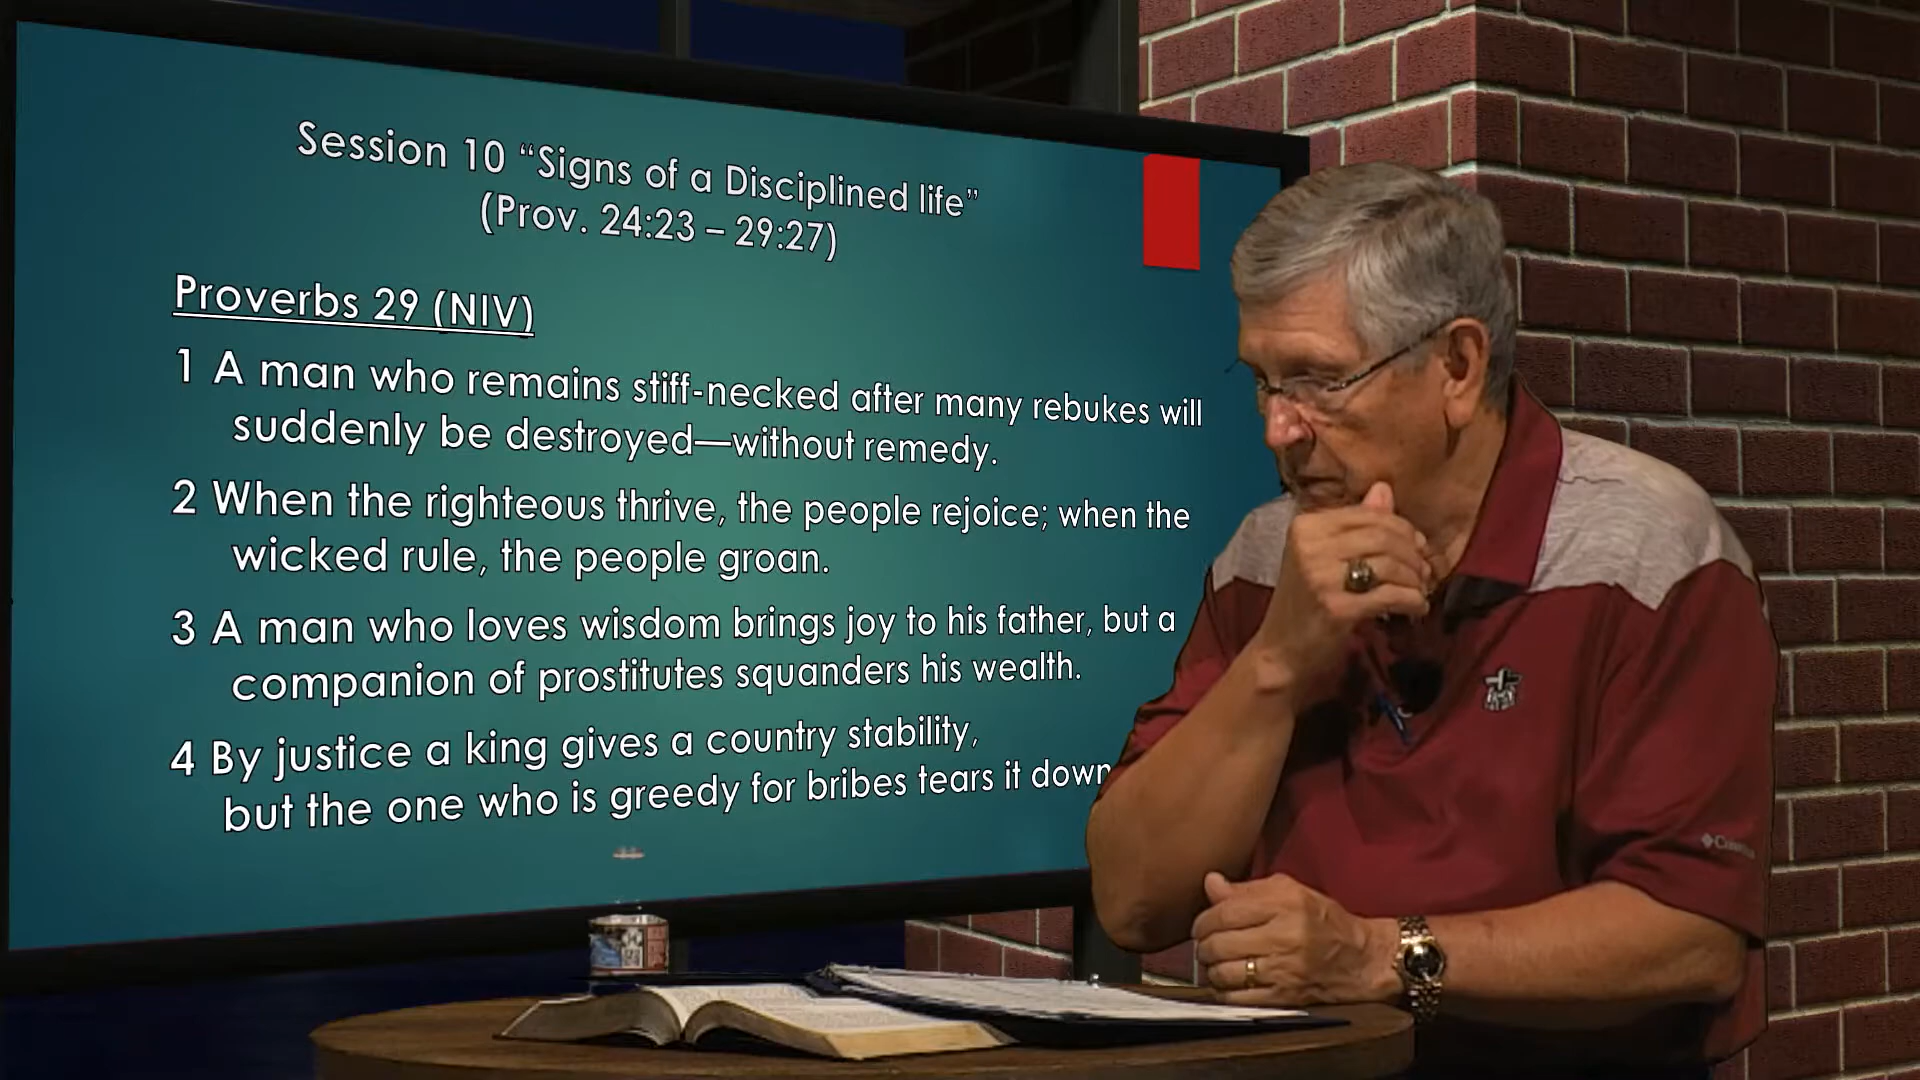 Session 10 “Signs of a Disciplined life”
(Prov. 24:23 – 29:27)
Proverbs 29 (NIV)
1 A man who remains stiff-necked after many rebukes will
suddenly be destroyed—without remedy.
2 When the righteous thrive, the people rejoice; when the
wicked rule, the people groan.
3 A man who loves wisdom brings joy to his father, but a
companion of prostitutes squanders his wealth.
4 By justice a king gives a country stability,
but the one who is greedy for bribes tears it down